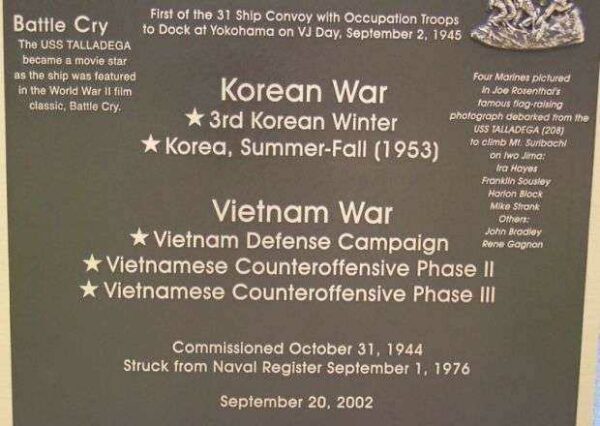 First of the 31 Ship Convoy with Occupation Troops
to Dock at Yokohama on VJ Day, September 2, 1945
Battle Cry
The USS TALLADEGA
became a movie star
as the ship was featured
in the World War II film
classic, Battle Cry.
Korean War
★ 3rd Korean Winter
★ Korea, Summer-Fall (1953)
Vietnam War
★ Vietnam Defense Campaign
★ Vietnamese Counteroffensive Phase II
★ Vietnamese Counteroffensive Phase III
Four Marines pictured
in Joe Rosenthal's
famous flag-raising
photograph debarked from the
USS TALLADEGA (208)
to climb Mt. Suribachi
on Iwo Jima:
Ira Hayes
Franklin Sousley
Harlon Block
Mike Strank
Others:
John Bradley
Rene Gagnon
Commissioned October 31, 1944
Struck from Naval Register September 1, 1976
September 20, 2002